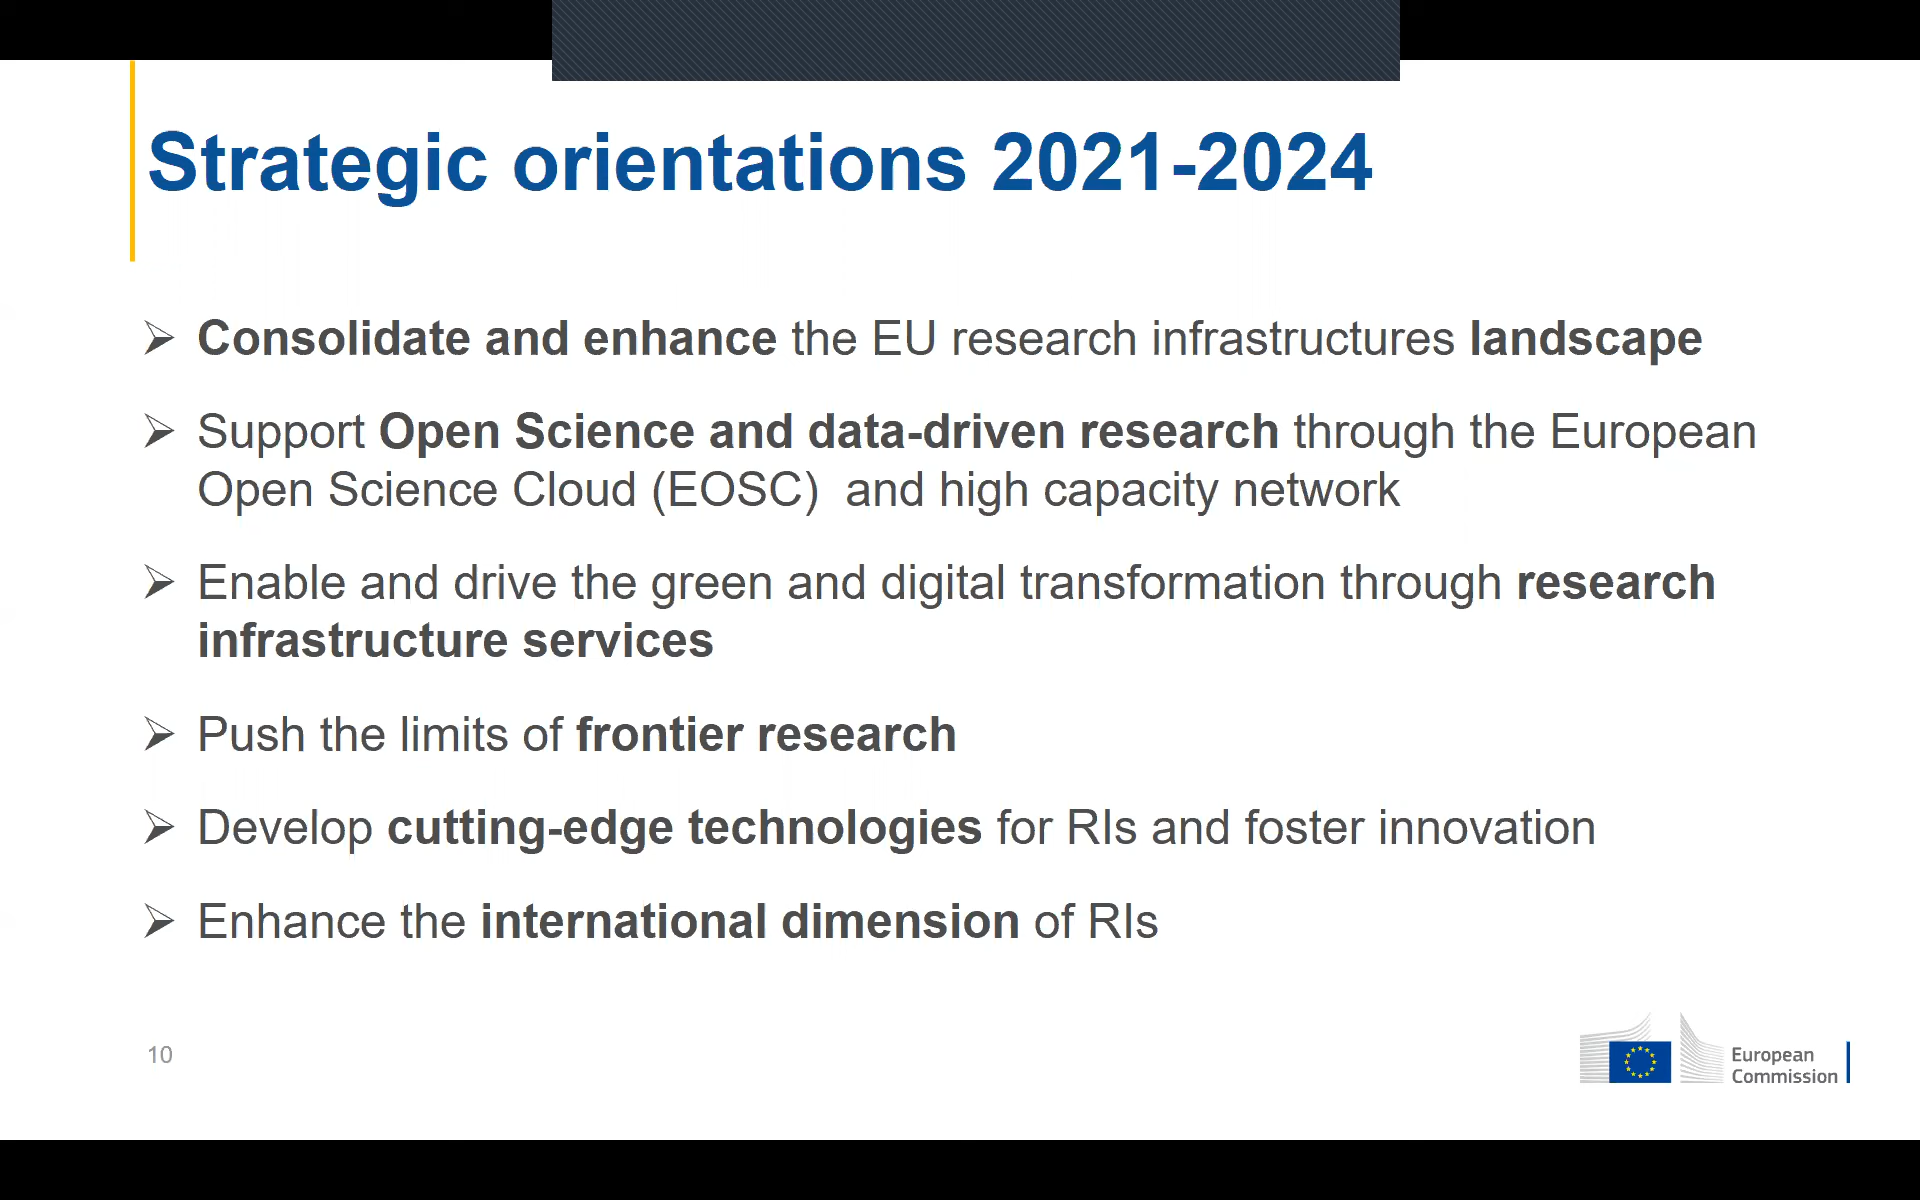 Strategic orientations 2021-2024
➢ Consolidate and enhance the EU research infrastructures landscape
➢ Support Open Science and data-driven research through the European
Open Science Cloud (EOSC)  and high capacity network
➢ Enable and drive the green and digital transformation through research
infrastructure services
➢ Push the limits of frontier research
➢ Develop cutting-edge technologies for RIs and foster innovation
➢ Enhance the international dimension of RIs
10
European
Commission